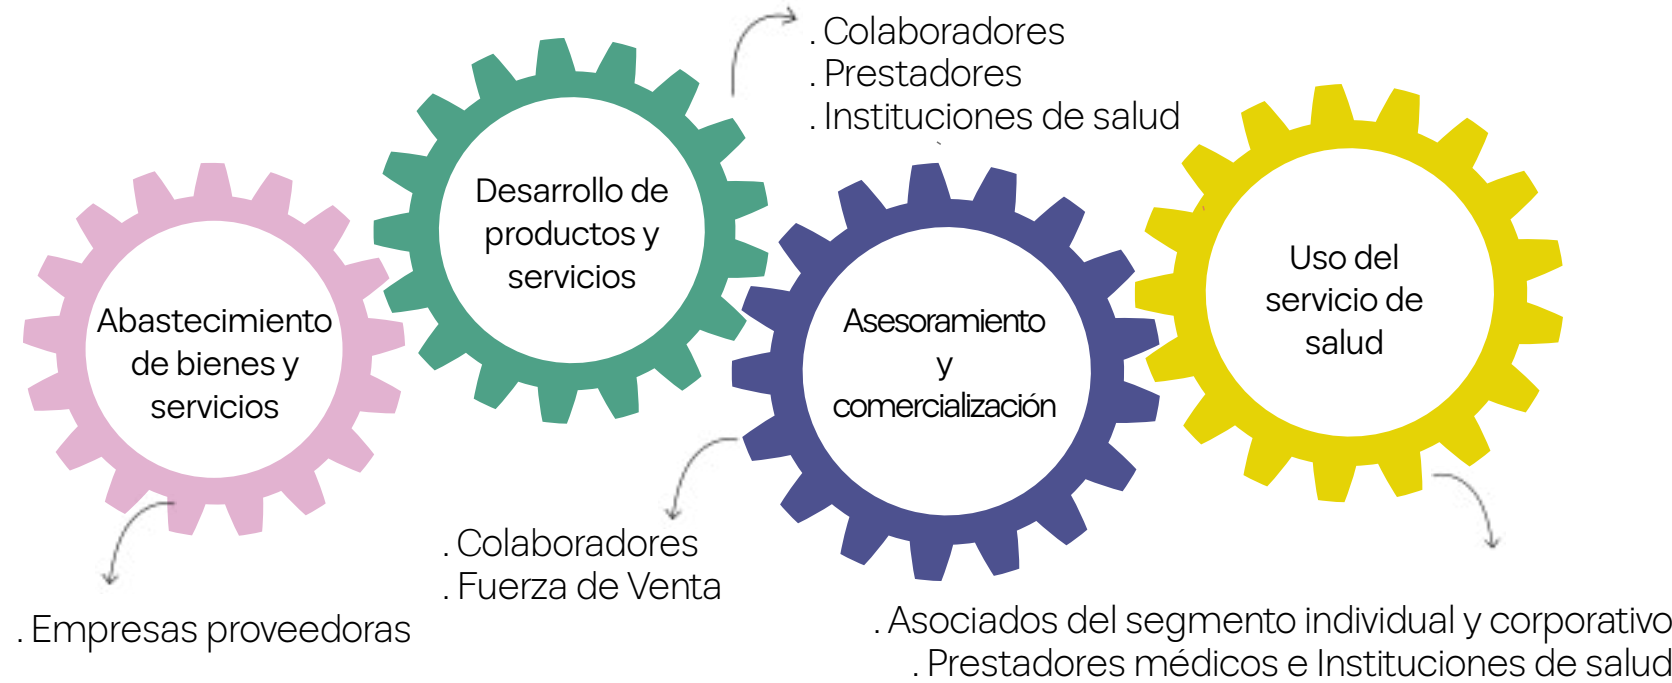 . Colaboradores
. Prestadores
. Instituciones de salud
Desarrollo de
productos y
servicios
Abastecimiento
de bienes y
servicios
Asesoramiento
y
comercialización
Uso del
servicio de
salud
. Colaboradores
. Fuerza de Venta
. Empresas proveedoras
. Asociados del segmento individual y corporativo
. Prestadores médicos e Instituciones de salud